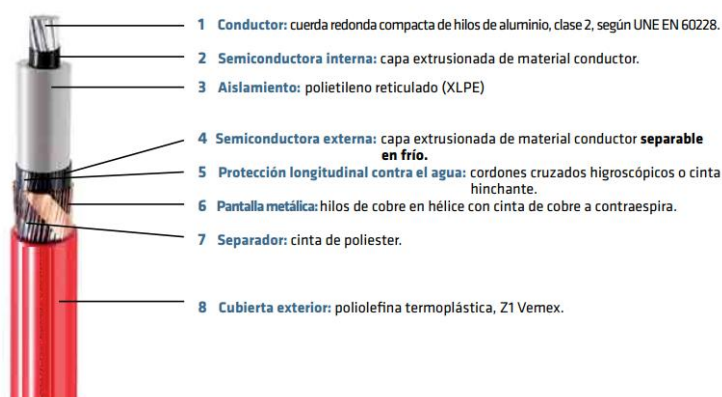 1 Conductor: cuerda redonda compacta de hilos de aluminio, clase 2, según UNE EN 60228.
2 Semiconductora interna: capa extrusionada de material conductor.
3 Aislamiento: polietileno reticulado (XLPE)
4 Semiconductora externa: capa extrusionada de material conductor separable
en frío.
5 Protección longitudinal contra el agua: cordones cruzados higroscópicos o cinta
hinchante.
6 Pantalla metálica: hilos de cobre en hélice con cinta de cobre a contraespira.
7 Separador: cinta de poliester.
8 Cubierta exterior: poliolefina termoplástica, Z1 Vemex.